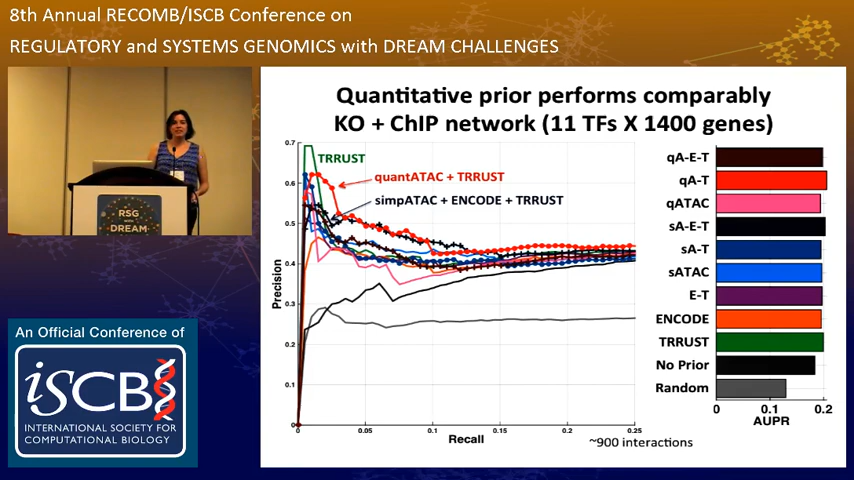 8th Annual RECOMB/ISCB Conference on
REGULATORY and SYSTEMS GENOMICS with DREAM CHALLENGES
RSG
with
DREAM
An Official Conference of
iSCB
INTERNATIONAL SOCIETY FOR
COMPUTATIONAL BIOLOGY
Quantitative prior performs comparably
KO + ChIP network (11 TFs X 1400 genes)
0.7
0.6
0.5
0.4
0.3
0.2
0.1
0
Precision
TRRUST
quantATAC + TRRUST
simpATAC + ENCODE + TRRUST
0
0.05
0.1
0.15
0.2
0.25
Recall
~900 interactions
qA-E-T
qA-T
qATAC
sA-E-T
sA-T
sATAC
E-T
ENCODE
TRRUST
No Prior
Random
0
0.1
0.2
AUPR